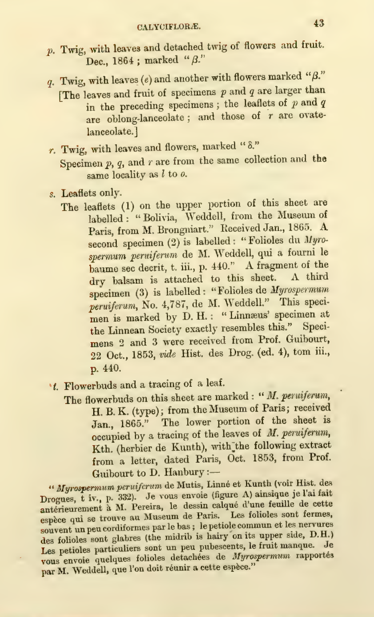 CALYCIFLORÆ. 43
p. Twig, with leaves and detached twig of flowers and fruit.
Dec., 1864; marked "β."
q. Twig, with leaves (e) and another with flowers marked "β."
[The leaves and fruit of specimens p and q are larger than
in the preceding specimens; the leaflets of p and q
are oblong-lanceolate; and those of r are ovate-
lanceolate.]
r. Twig, with leaves and flowers, marked "δ."
Specimen p, q, and r are from the same collection and the
same locality as l to o.
s. Leaflets only.
The leaflets (1) on the upper portion of this sheet are
labelled: "Bolivia, Weddell, from the Museum of
Paris, from M. Brongniart." Received Jan., 1865. A
second specimen (2) is labelled: "Folioles du Myro-
spermum peruiferum de M. Weddell, qui a fourni le
baume sec decrit, t. iii., p. 440." A fragment of the
dry balsam is attached to this sheet. A third
specimen (3) is labelled: "Folioles de Myrospermum
peruiferum, No. 4,787, de M. Weddell." This speci-
men is marked by D. H.: "Linnæus' specimen at
the Linnean Society exactly resembles this." Speci-
mens 2 and 3 were received from Prof. Guibourt,
22 Oct., 1853, vide Hist. des Drog. (ed. 4), tom iii.,
p. 440.
t. Flowerbuds and a tracing of a leaf.
The flowerbuds on this sheet are marked: "M. peruiferum,
H. B. K. (type); from the Museum of Paris; received
Jan., 1865." The lower portion of the sheet is
occupied by a tracing of the leaves of M. peruiferum,
Kth. (herbier de Kunth), with the following extract
from a letter, dated Paris, Oct. 1853, from Prof.
Guibourt to D. Hanbury:—
"Myrospermum peruiferum de Mutis, Linné et Kunth (voir Hist. des
Drogues, t iv., p. 332). Je vous envoie (figure A) ainsique je l'ai fait
antérieurement à M. Pereira, le dessin calqué d'une feuille de cette
espèce qui se trouve au Museum de Paris. Les folioles sont fermes,
souvent un peu cordiformes par le bas; le petiole commun et les nervures
des folioles sont glabres (the midrib is hairy on its upper side, D.H.)
Les petioles particuliers sont un peu pubescents, le fruit manque. Je
vous envoie quelques folioles detachées de Myrospermum rapportés
par M. Weddell, que l'on doit réunir a cette espèce."